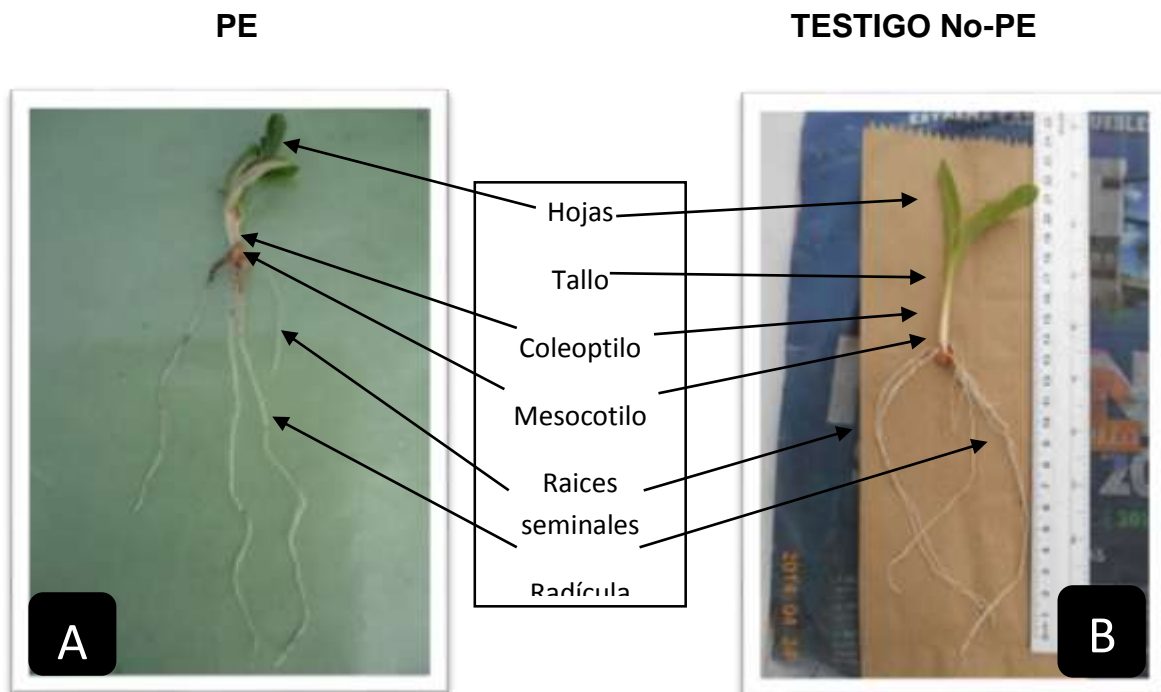 PE
TESTIGO No-PE
Hojas
Tallo
Coleoptilo
Mesocotilo
Raices
seminales
Radícula
A
B